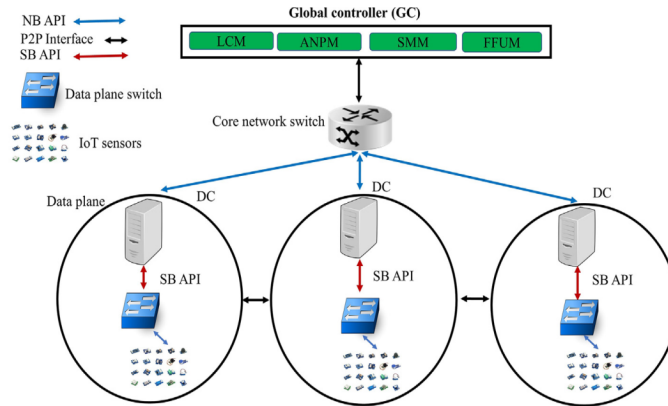 Global controller (GC)
LCM
ANPM
SMM
FFUM
NB API
P2P Interface
SB API
Data plane switch
IoT sensors
Core network switch
Data plane
DC
DC
DC
SB API
SB API
SB API